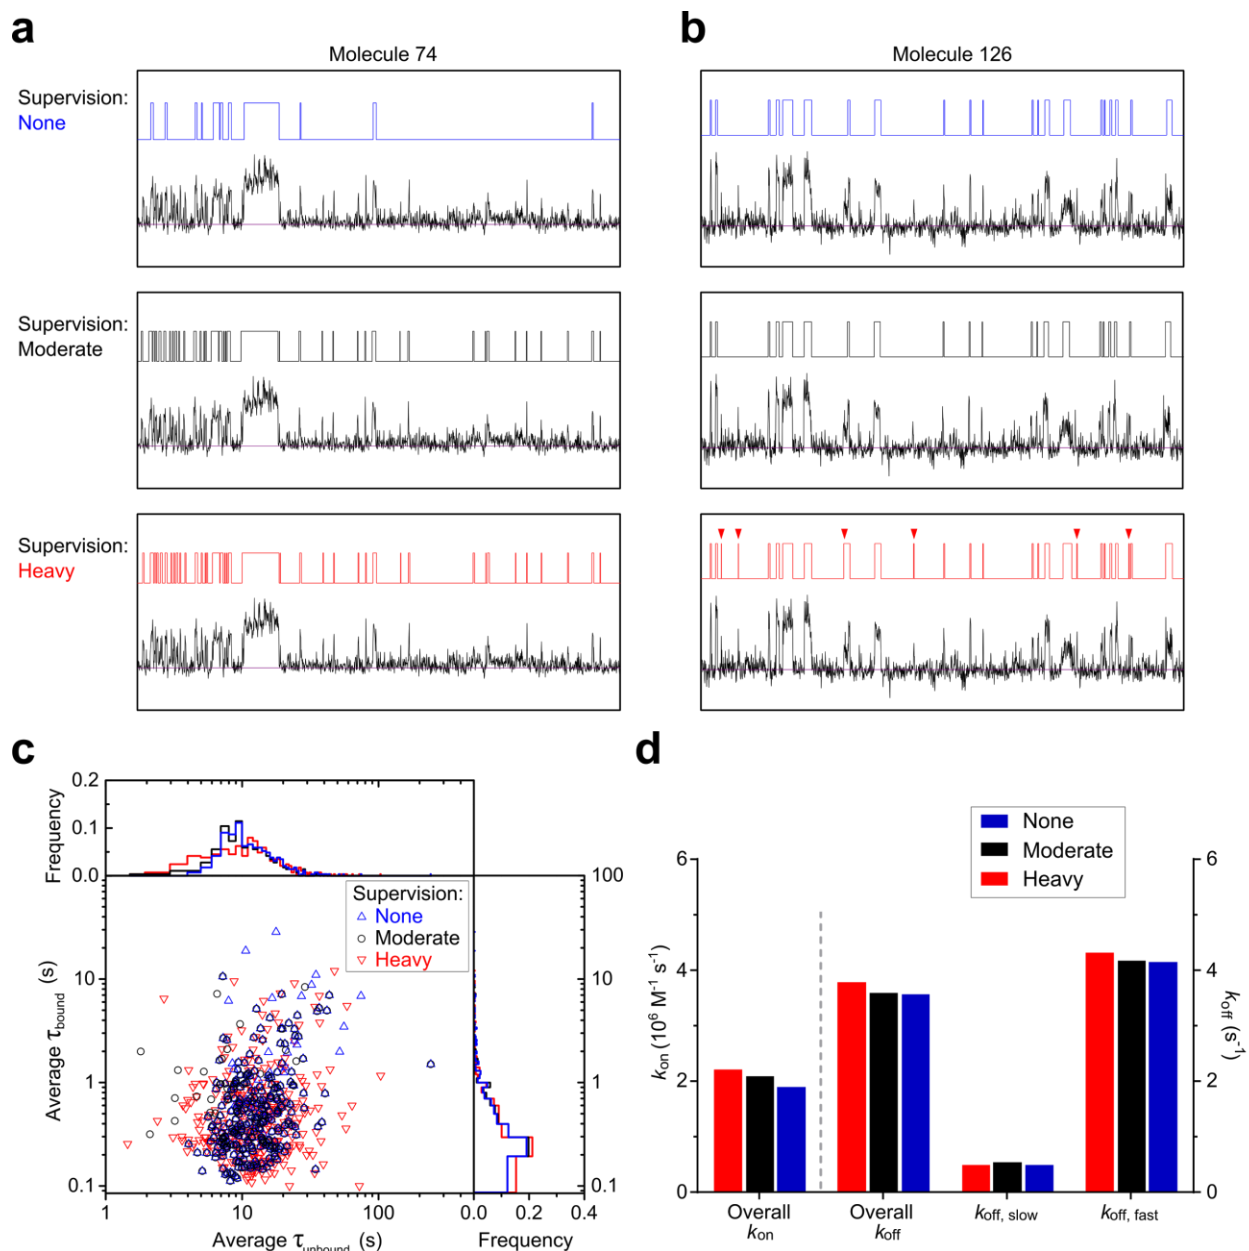 a
b
Molecule 74
Molecule 126
Supervision:
None
Supervision:
Moderate
Supervision:
Heavy
c
d
0.2
0.1
0.0
Frequency
100
10
1
0.1
Average τbound (s)
Supervision:
None
Moderate
Heavy
100
10
1
0.1
1
10
100
0.0
0.2
0.4
Average τunbound (s)
Frequency
None
Moderate
Heavy
6
4
2
0
kon (10⁶ M⁻¹ s⁻¹)
6
4
2
0
koff (s⁻¹)
Overall
kon
Overall
koff
koff, slow
koff, fast